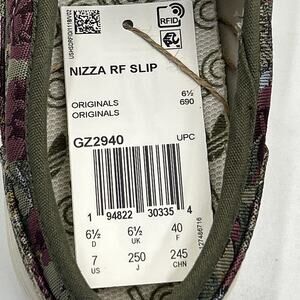 RFID
NIZZA RF SLIP
ORIGINALS 6½
ORIGINALS 690
GZ2940 UPC
1 94822 30335 4
6½ 6½ 40
D UK F
7 250 245
US J CHN
127486716